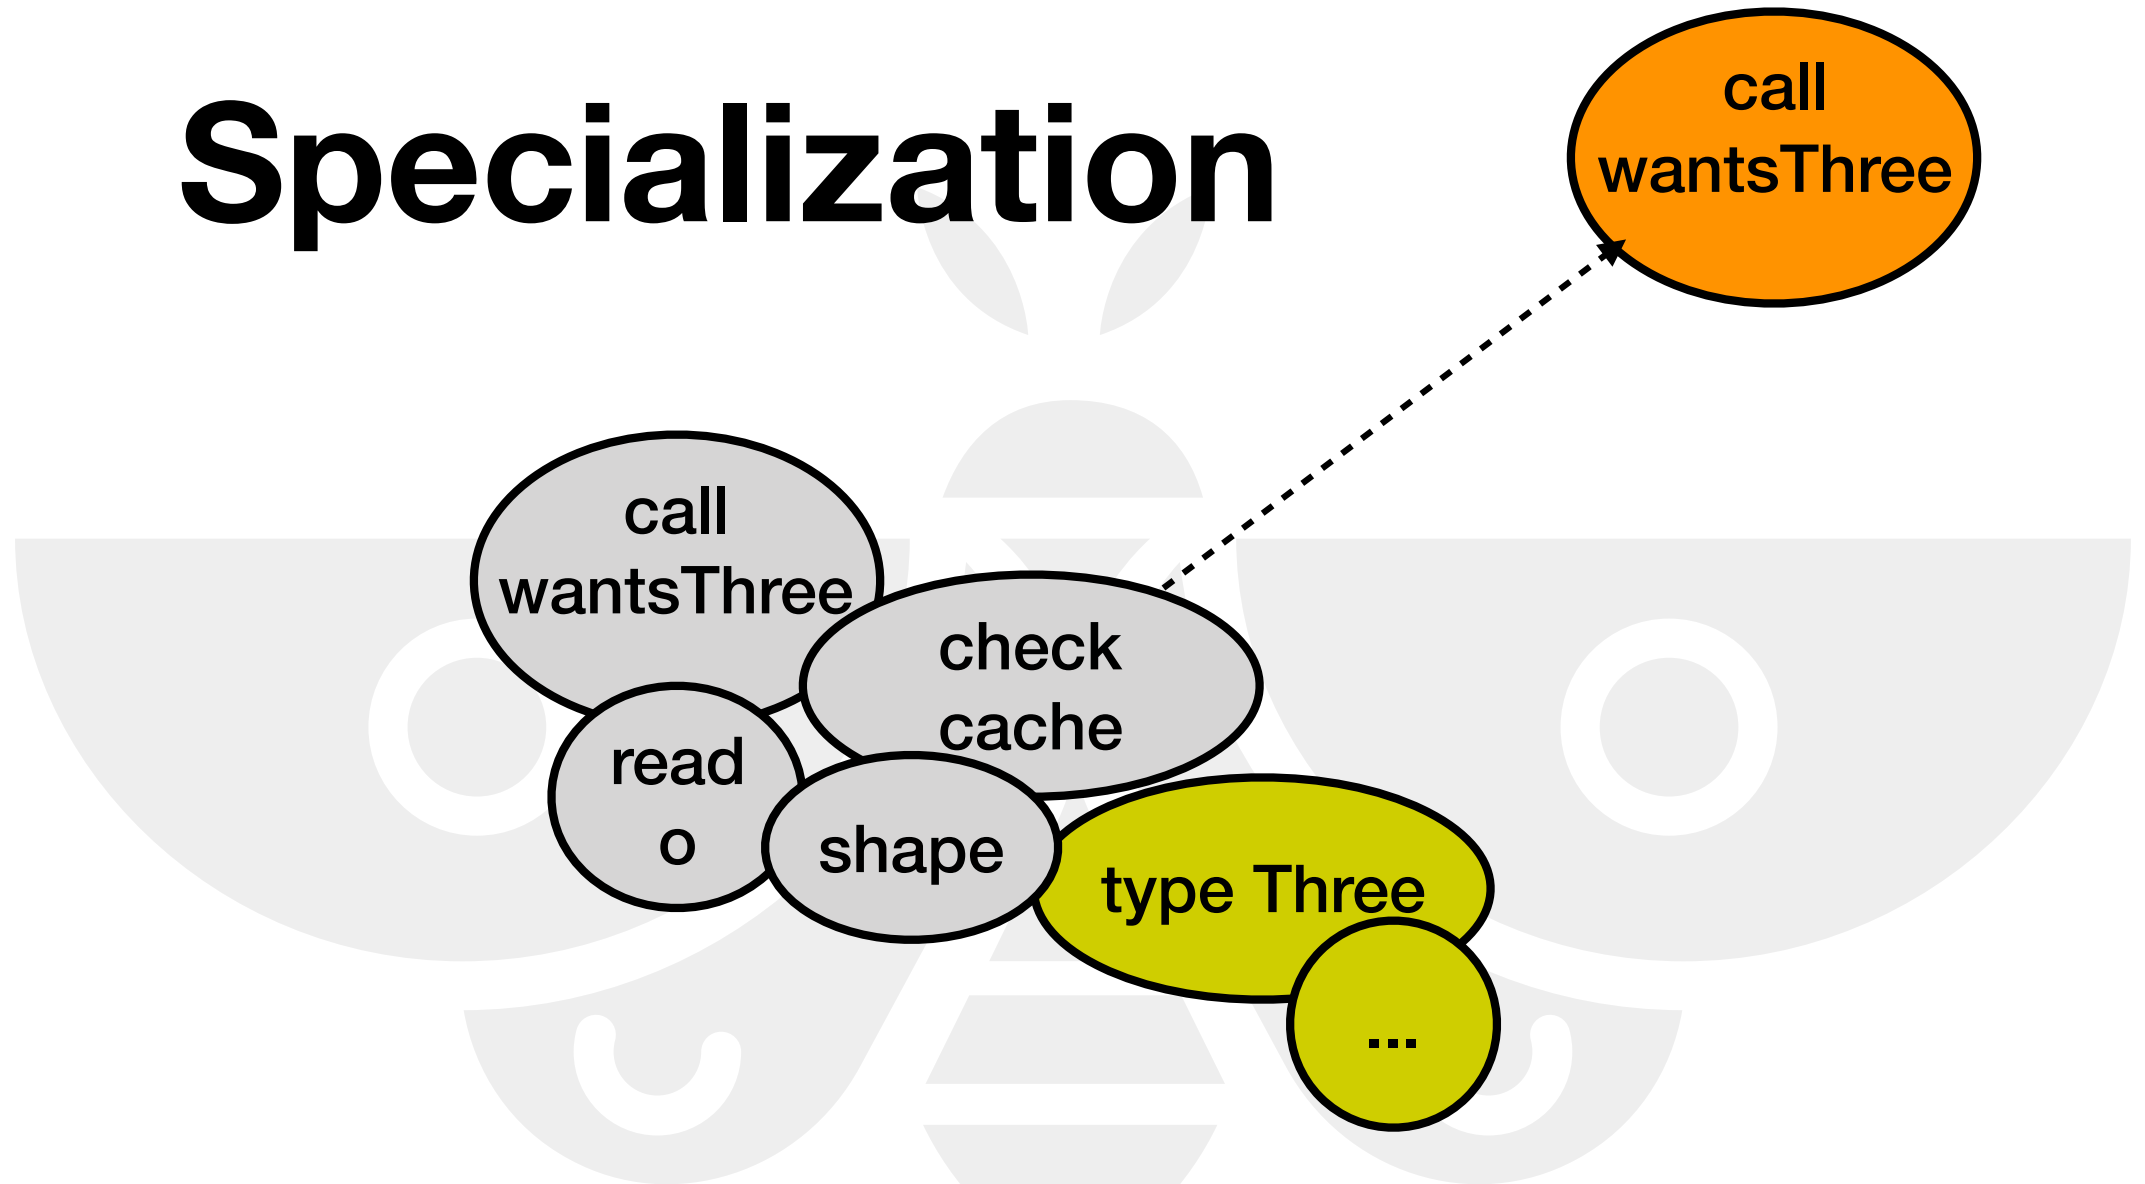 Specialization
call
wantsThree
call
wantsThree
check
cache
read
o
shape
type Three
...